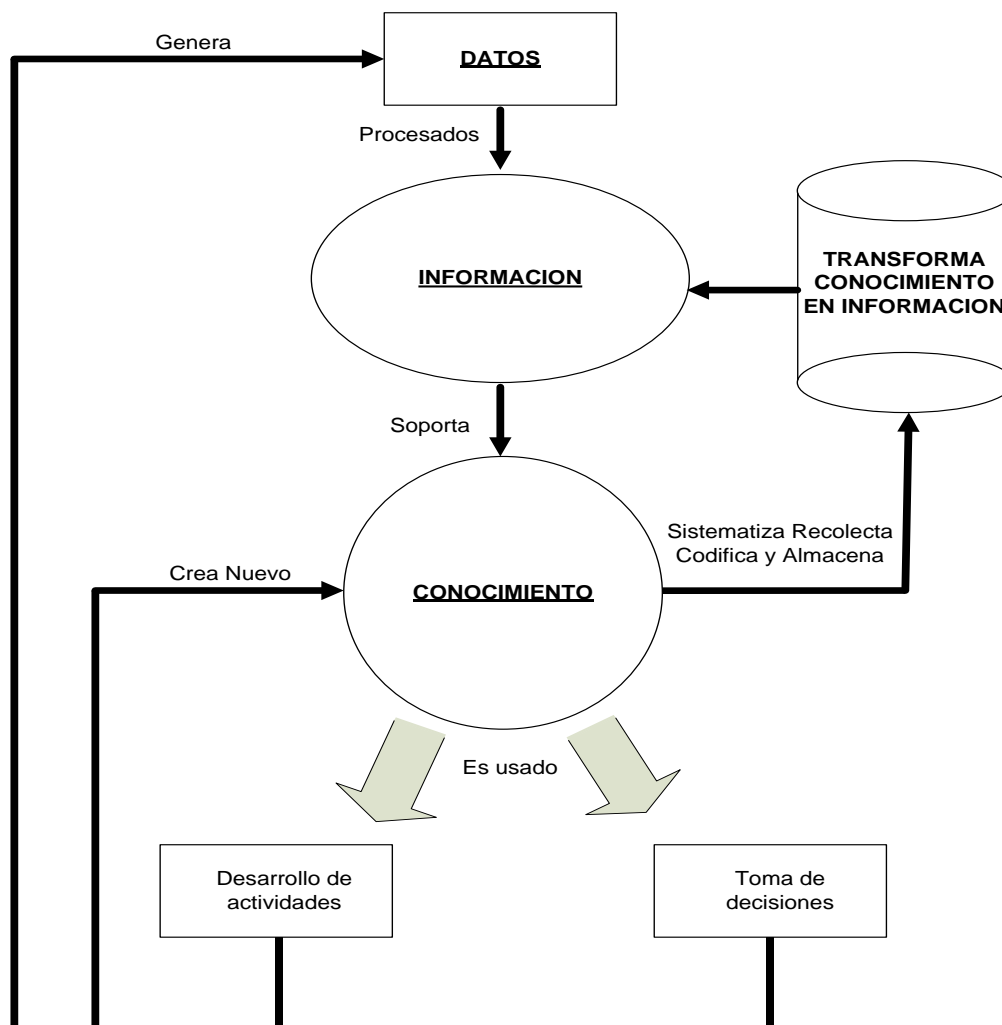 Genera
DATOS
Procesados
INFORMACION
TRANSFORMA
CONOCIMIENTO
EN INFORMACION
Soporta
Sistematiza Recolecta
Codifica y Almacena
Crea Nuevo
CONOCIMIENTO
Es usado
Desarrollo de
actividades
Toma de
decisiones